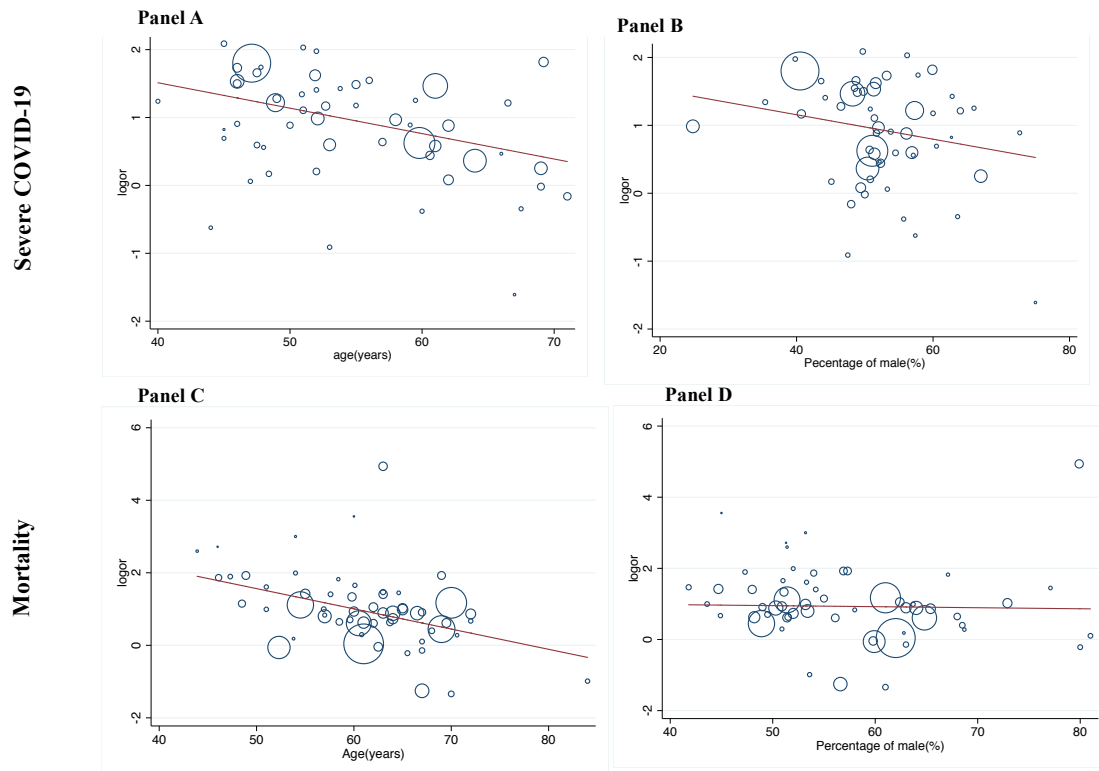 Panel A
Panel B
Severe COVID-19
2
1
0
-1
-2
logor
40
50
60
70
age(years)
2
1
0
-1
-2
logor
20
40
60
80
Pecentage of male(%)
Panel C
Panel D
Mortality
6
4
2
0
-2
logor
40
50
60
70
80
Age(years)
6
4
2
0
-2
logor
40
50
60
70
80
Percentage of male(%)